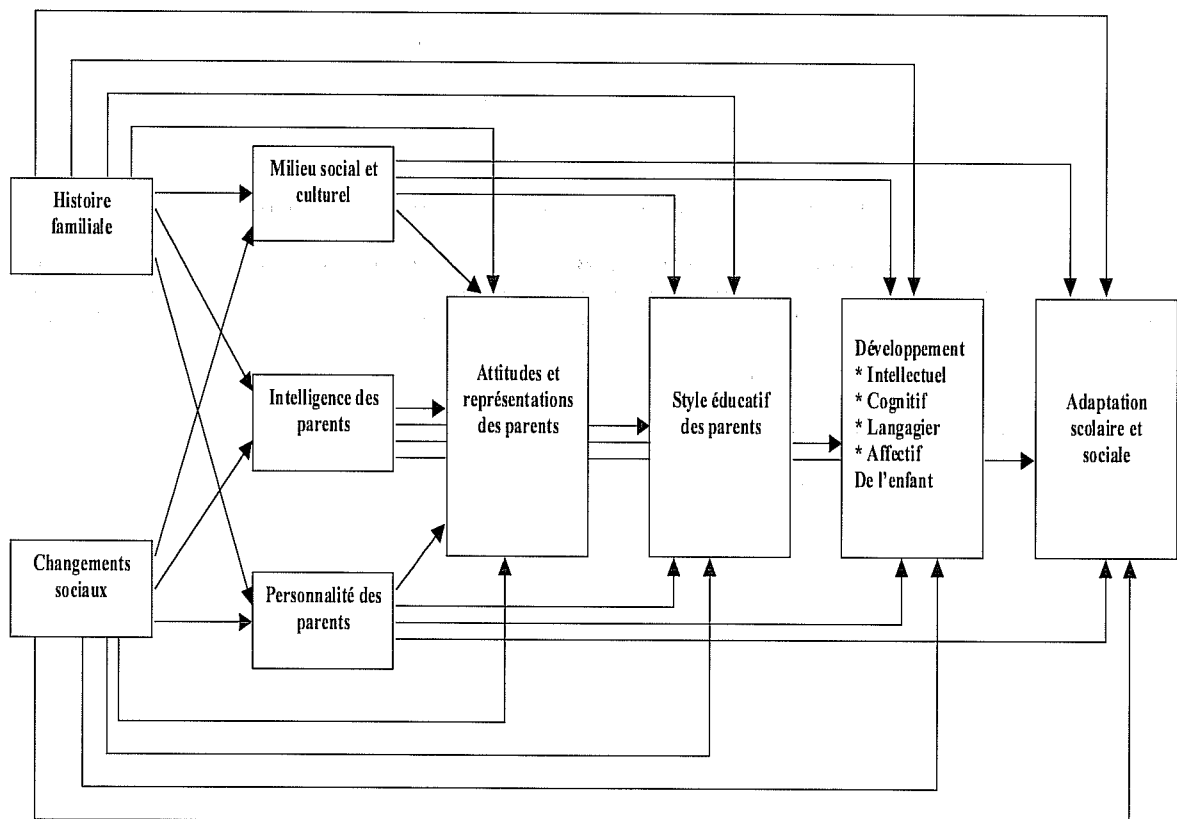 Milieu social et
culturel
Histoire
familiale
Attitudes et
représentations
des parents
Style éducatif
des parents
Développement
* Intellectuel
* Cognitif
* Langagier
* Affectif
De l'enfant
Adaptation
scolaire et
sociale
Intelligence des
parents
Changements
sociaux
Personnalité des
parents